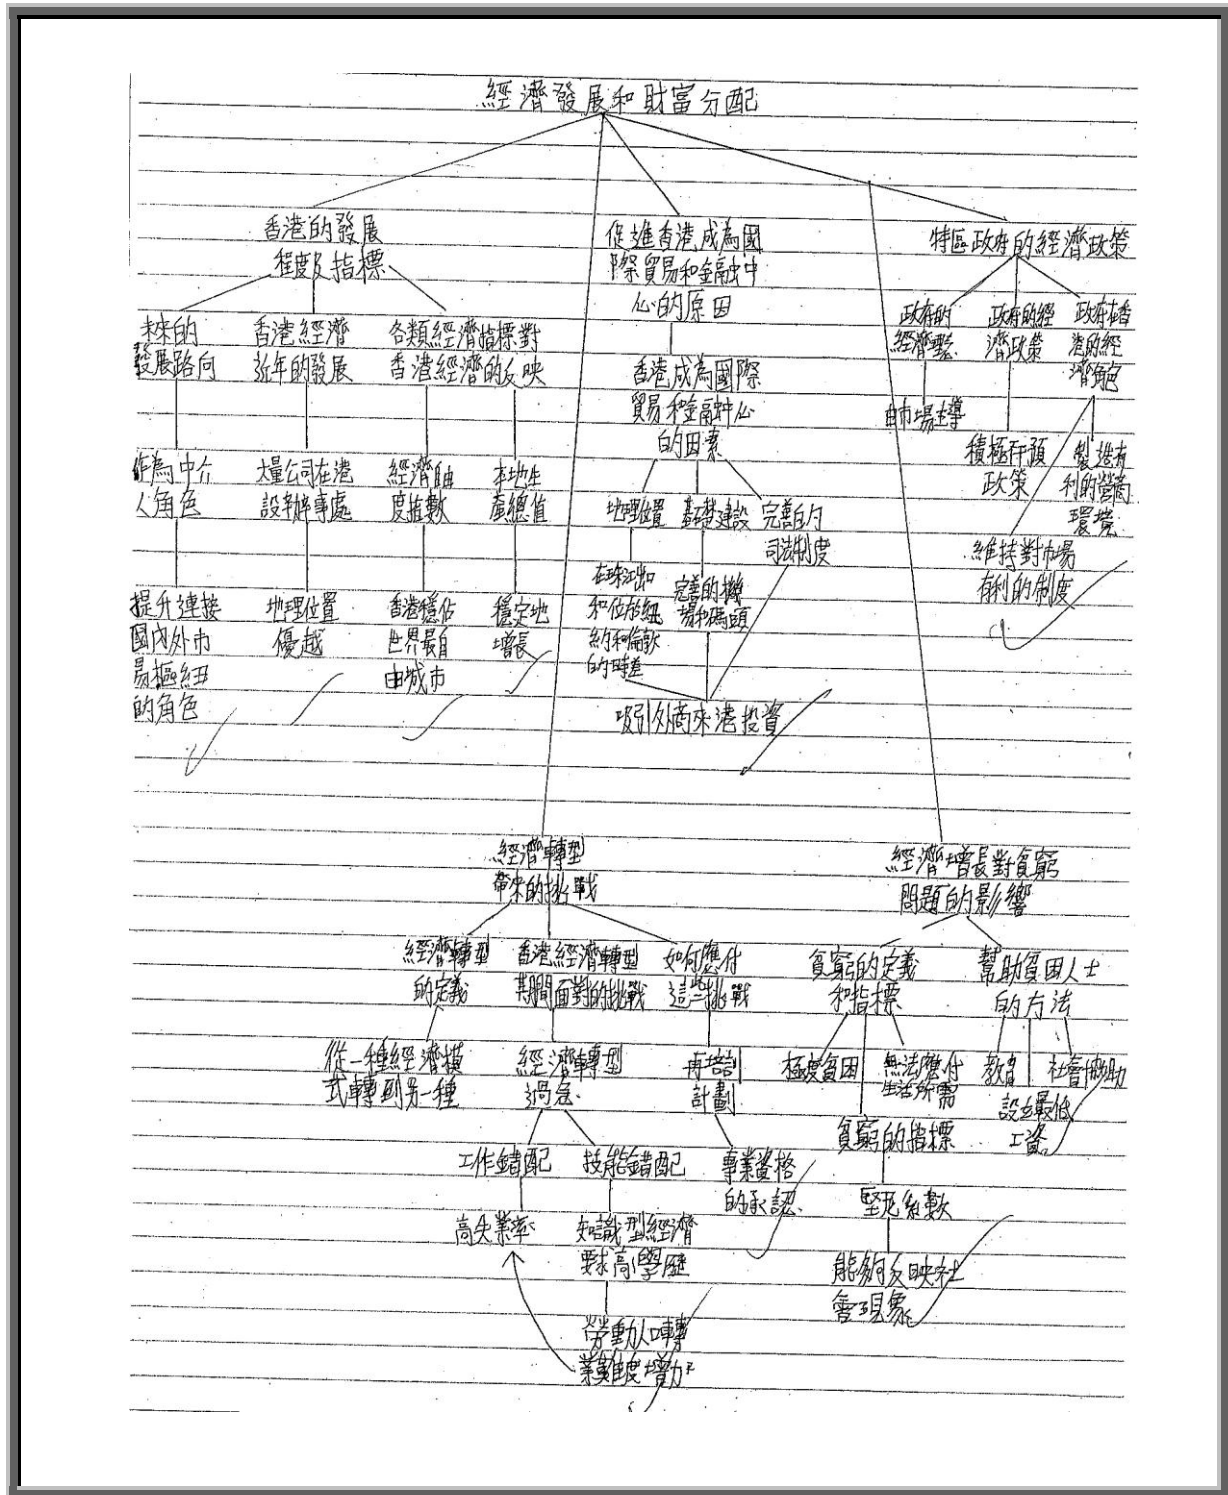 經濟發展和財富分配
香港的發展
程度及指標
促進香港成為國
際貿易和金融中
心的原因
特區政府的經濟政策
未來的
發展路向
香港經濟
近年的發展
各類經濟指標對
香港經濟的反映
香港成為國際
貿易和金融中心
的因素
政府的
經濟理念
政府的經
濟政策
政府在香
港的經
濟角色
由市場主導
積極干預
政策
製造有
利的營商
環境
維持對市場
有利的制度
作為中介
人角色
大量公司在港
設辦事處
經濟自由
度指數
本地生
產總值
地理位置
基礎建設
完善的
司法制度
提升連接
國內外市
易樞紐
的角色
地理位置
優越
香港穩佔
世界最自
由城市
穩定地
增長
在珠江口
和位於紐
約和倫敦
的時差
完善的機
場和碼頭
吸引外商來港投資
經濟轉型
帶來的挑戰
經濟增長對貧窮
問題的影響
經濟轉型
的定義
香港經濟轉型
期間面對的挑戰
如何應付
這些挑戰
貧窮的定義
和指標
幫助貧困人士
的方法
從一種經濟模
式轉到另一種
經濟轉型
過急
再培訓
計劃
極度貧困
無法應付
生活所需
教育
社會援助
設立最低
工資
貧窮的指標
工作錯配
技能錯配
專業資格
的承認
堅尼系數
高失業率
知識型經濟
要求高學歷
能夠反映社
會現象
勞動人口轉
業難度增加